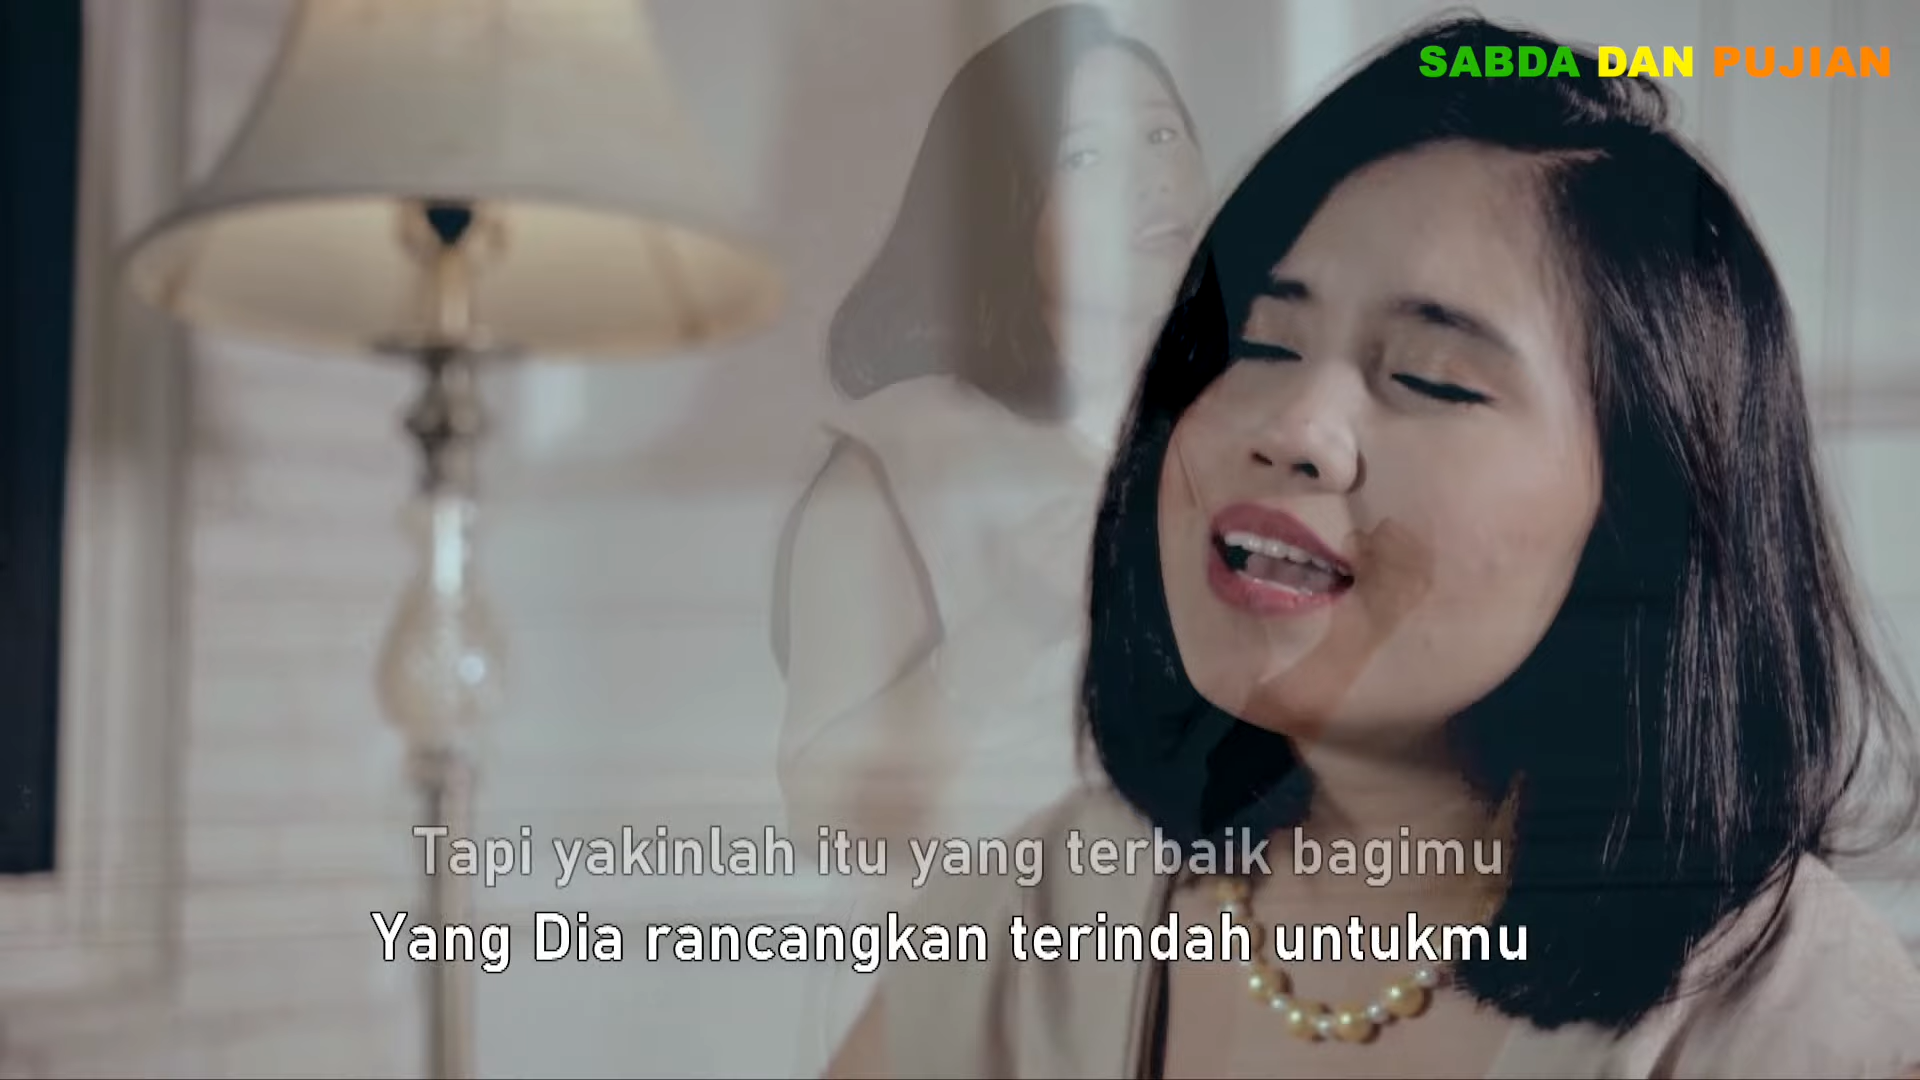 SABDA DAN PUJIAN
Tapi yakinlah itu yang terbaik bagimu
Yang Dia rancangkan terindah untukmu